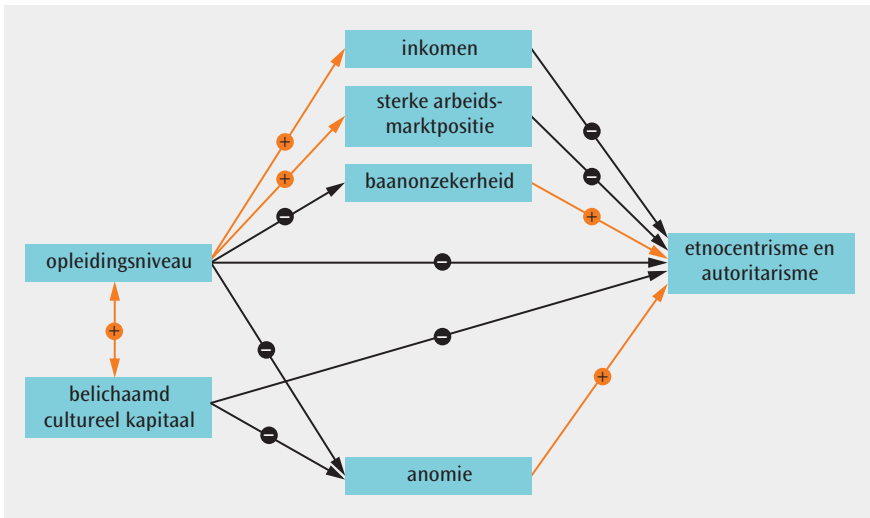 inkomen
+
sterke arbeids-
marktpositie
−
+
−
baanonzekerheid
+
−
+
opleidingsniveau
−
etnocentrisme en
autoritarisme
+
−
−
belichaamd
cultureel kapitaal
+
−
anomie